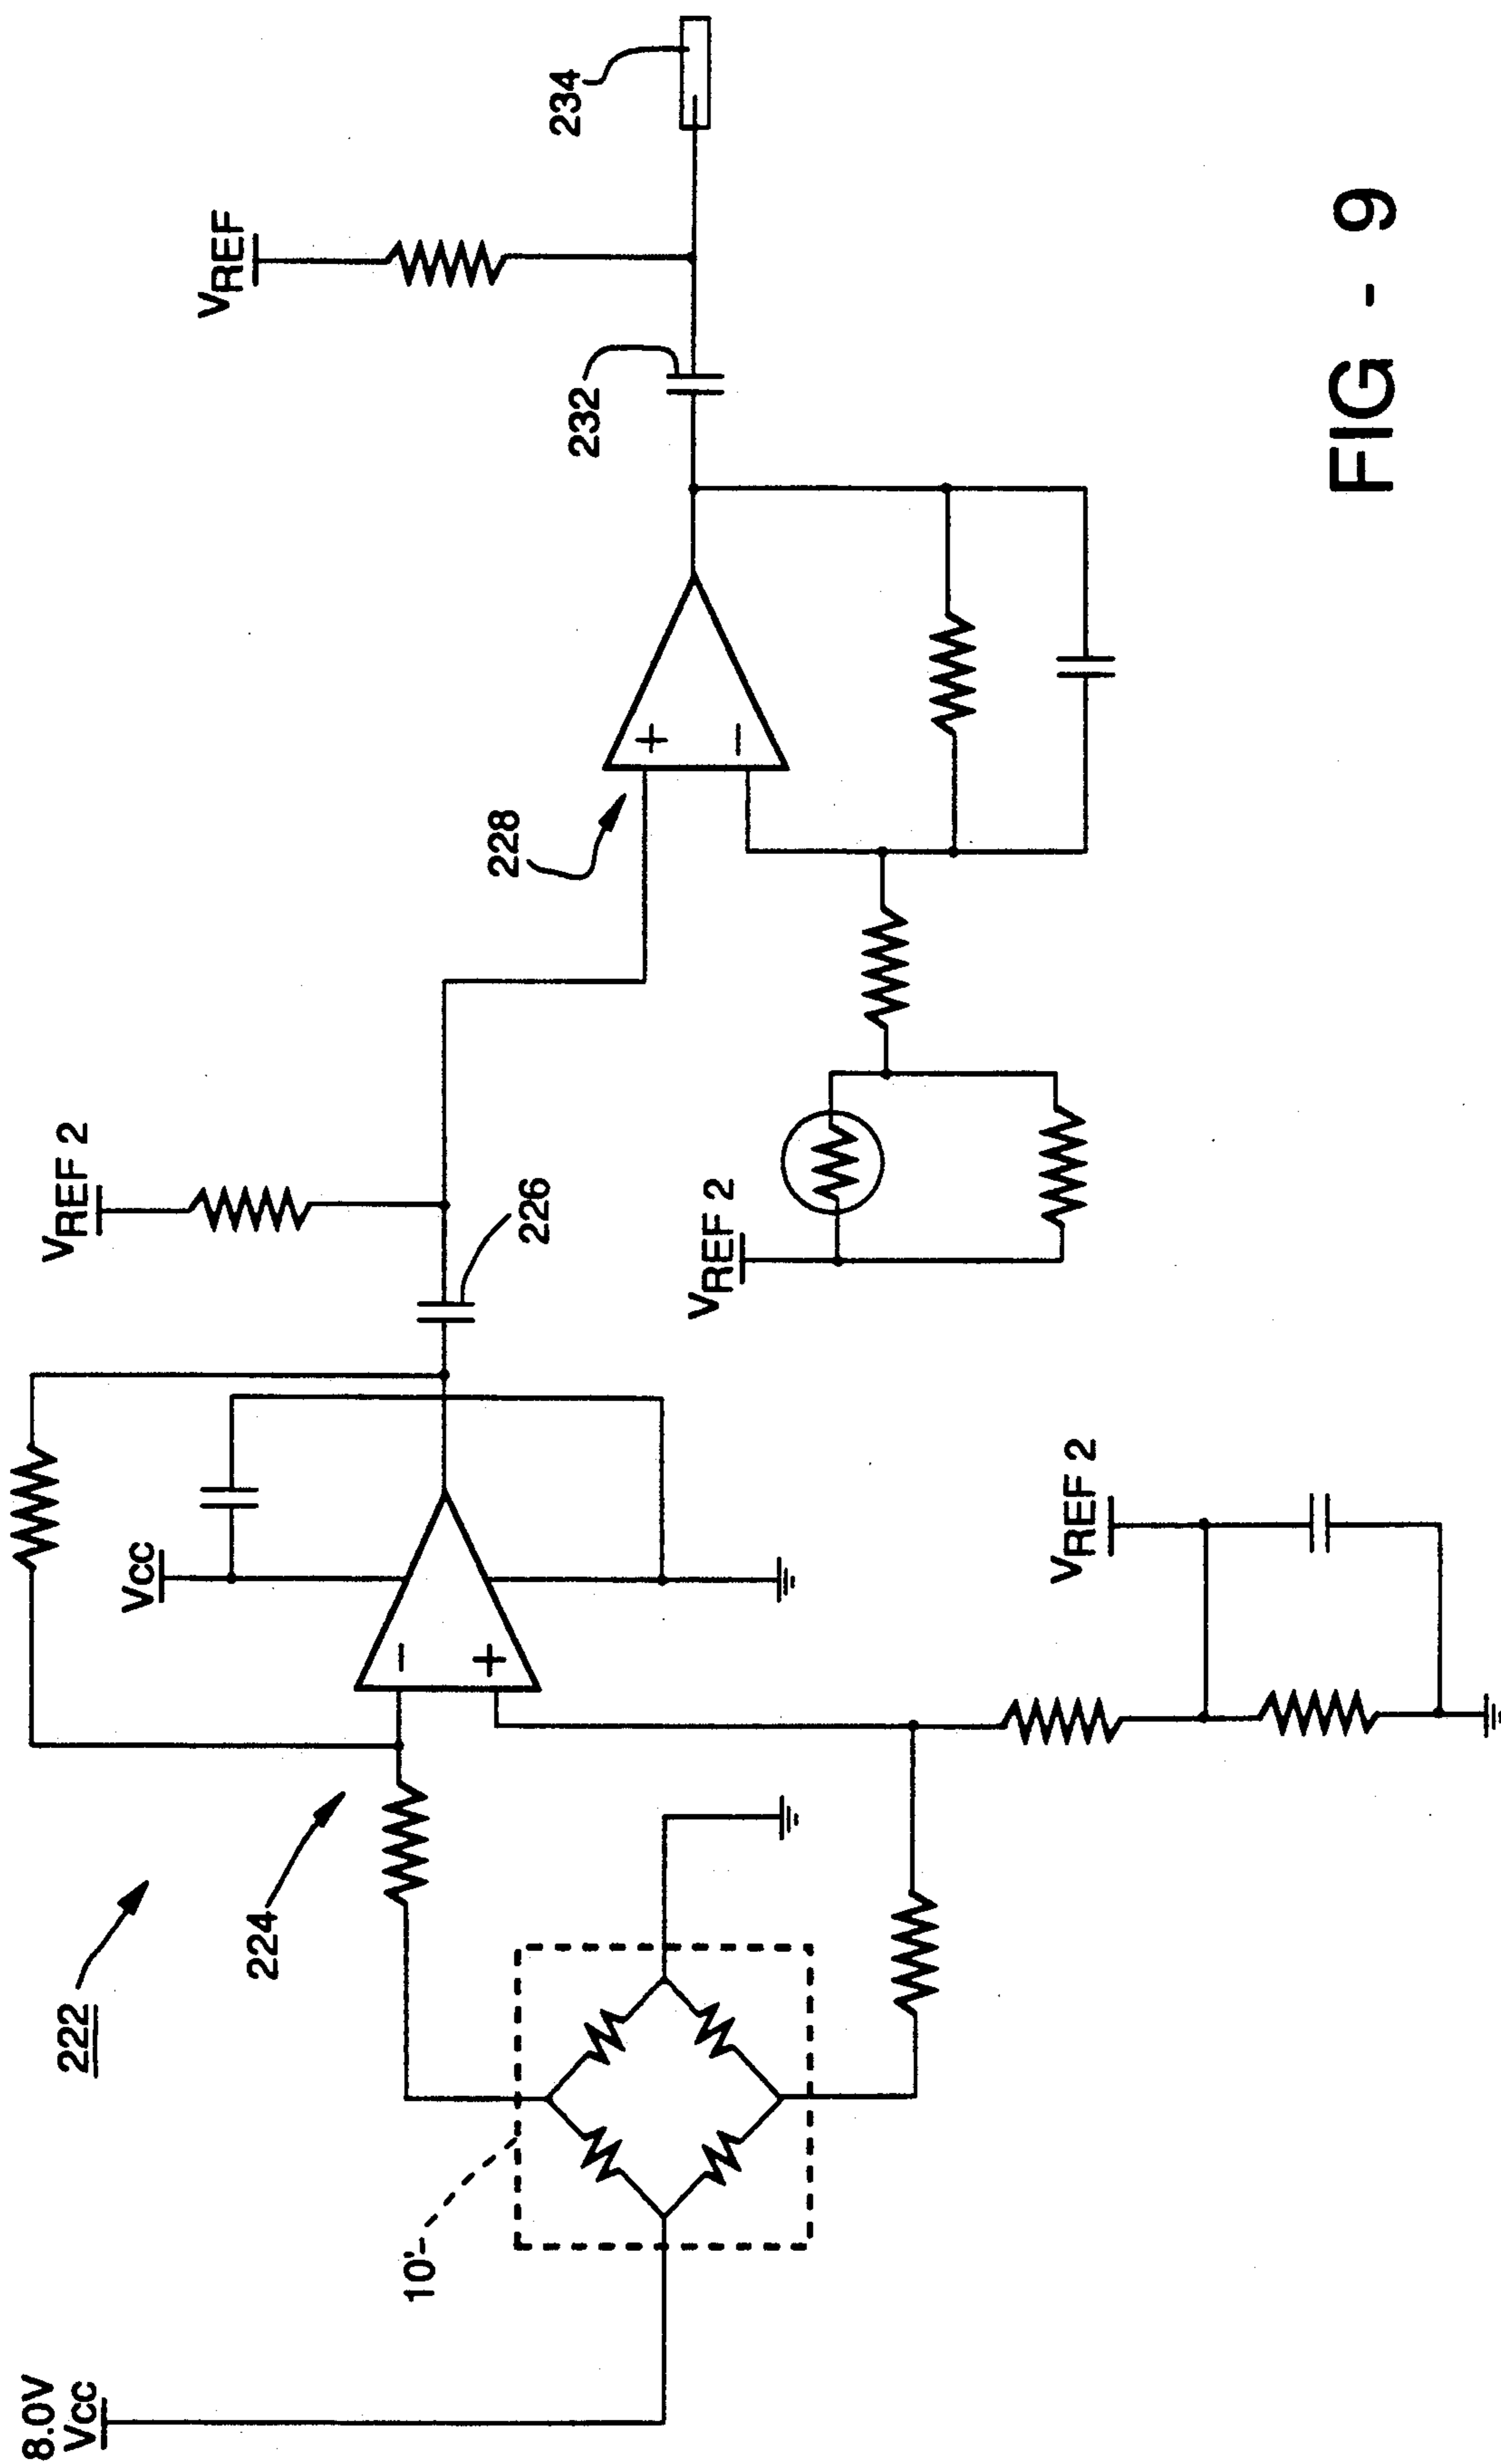 8.0V
VCC
10'
222
224
VCC
−
+
VREF 2
VREF 2
226
VREF 2
228
+
−
232
VREF
234
FIG - 9